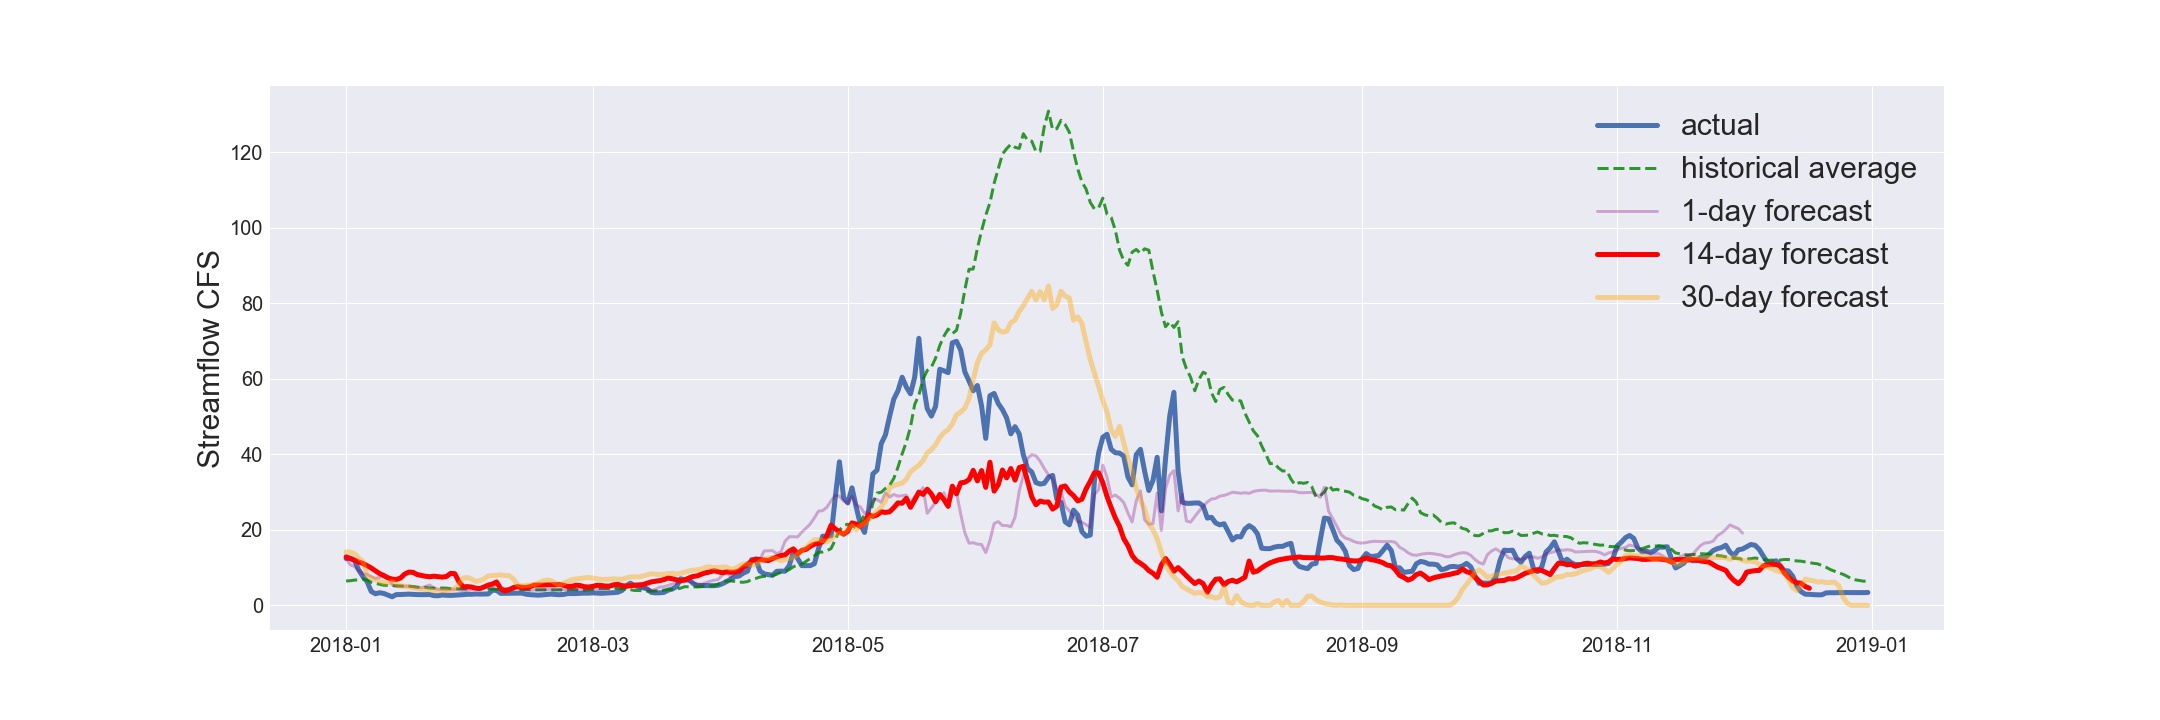 Streamflow CFS
120
100
80
60
40
20
0
2018-01
2018-03
2018-05
2018-07
2018-09
2018-11
2019-01
actual
historical average
1-day forecast
14-day forecast
30-day forecast